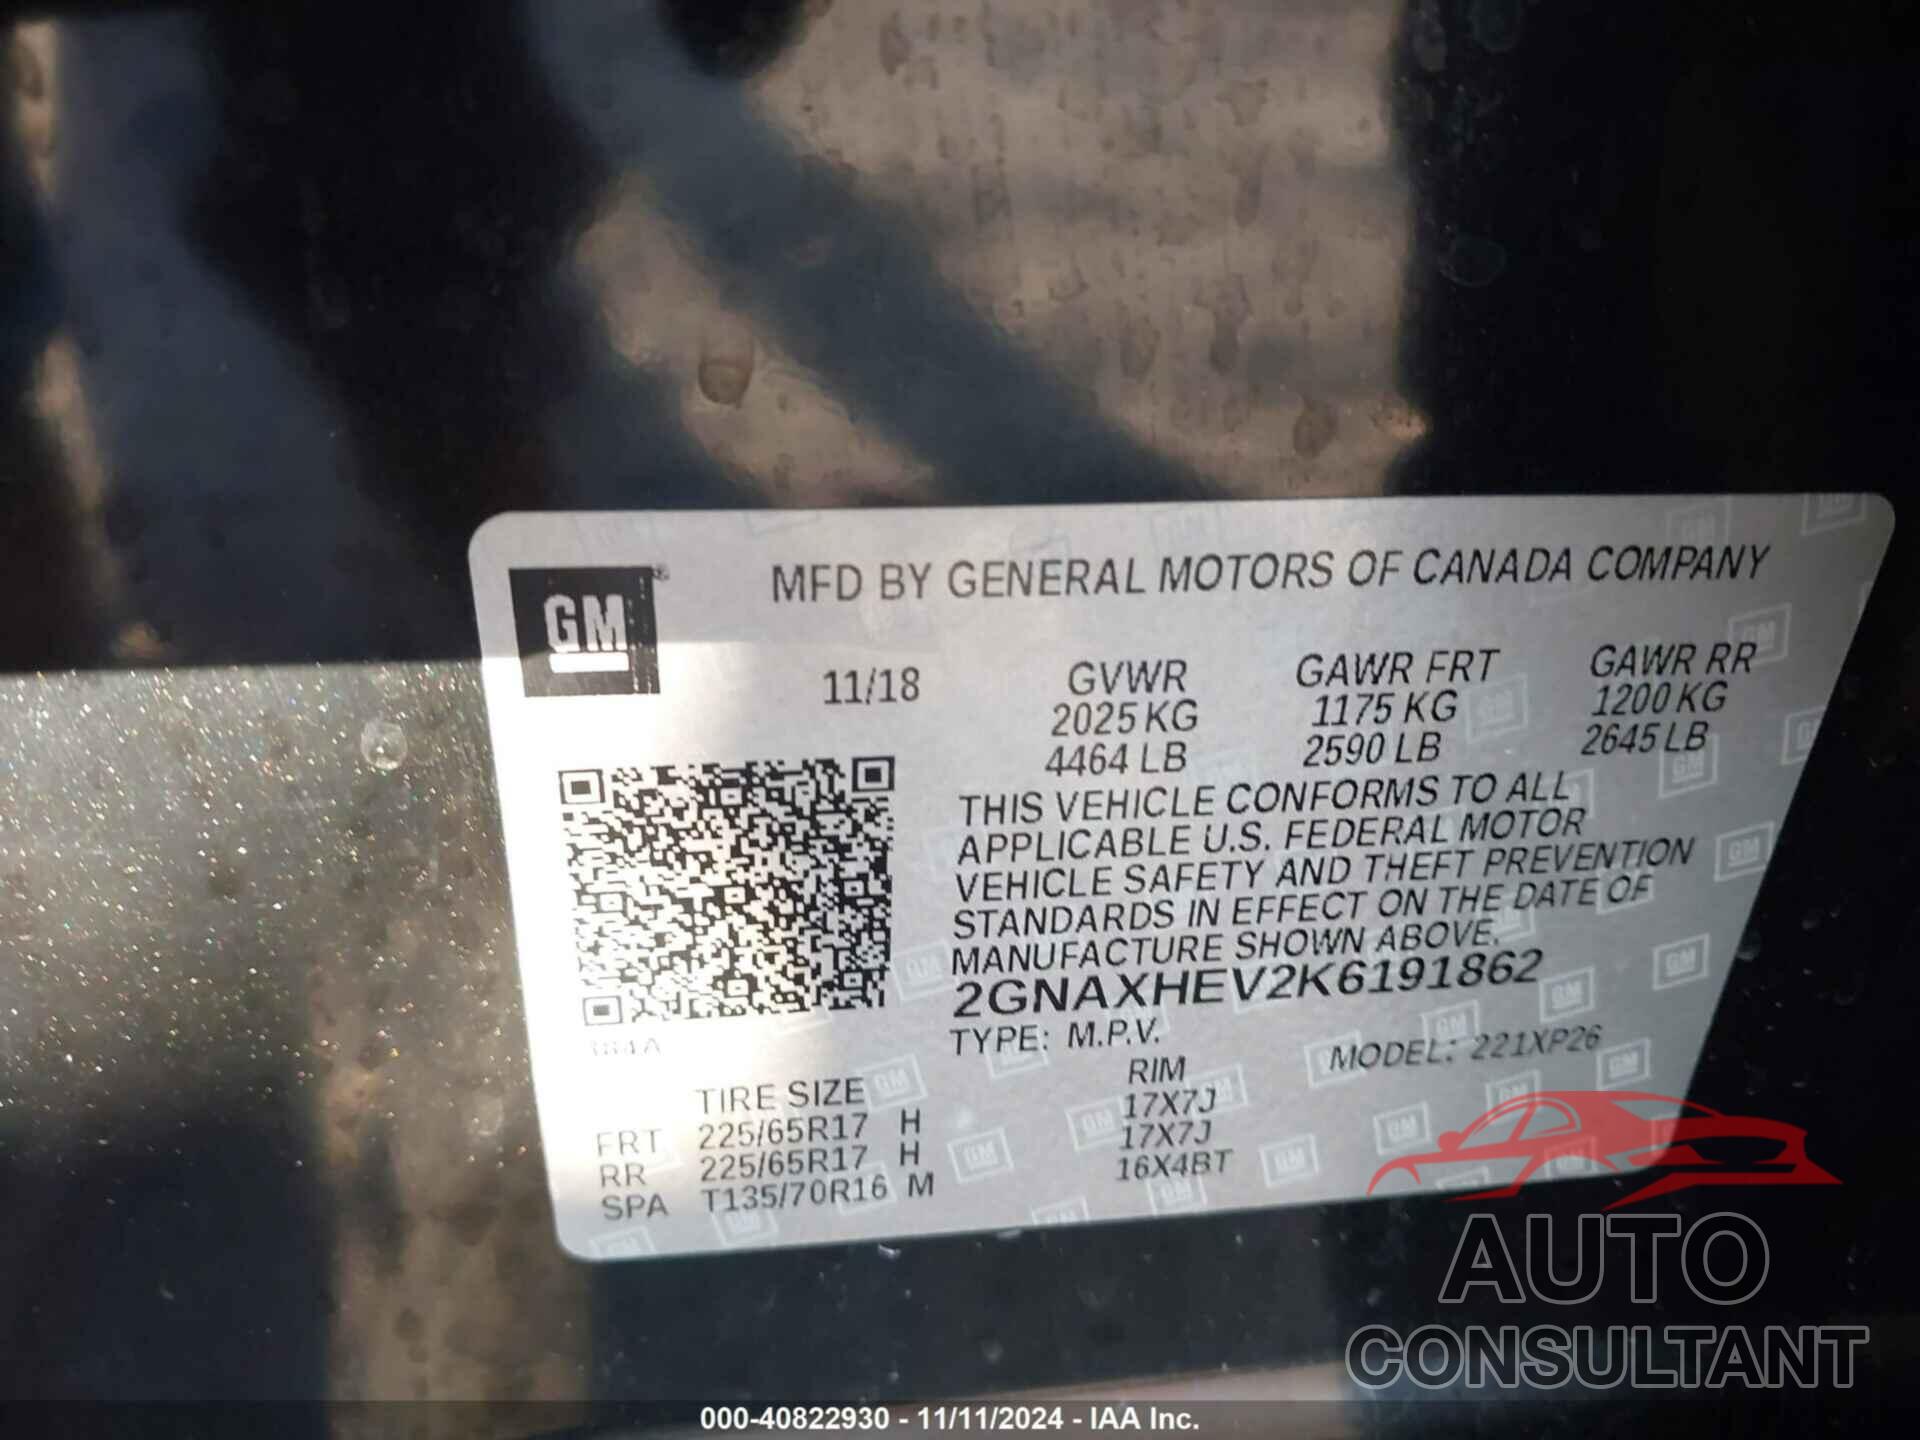 GM®
MFD BY GENERAL MOTORS OF CANADA COMPANY
11/18
GVWR
2025 KG
4464 LB
GAWR FRT
1175 KG
2590 LB
GAWR RR
1200 KG
2645 LB
THIS VEHICLE CONFORMS TO ALL
APPLICABLE U.S. FEDERAL MOTOR
VEHICLE SAFETY AND THEFT PREVENTION
STANDARDS IN EFFECT ON THE DATE OF
MANUFACTURE SHOWN ABOVE.
2GNAXHEV2K6191862
TYPE: M.P.V. MODEL: 221XP26
TIRE SIZE RIM
FRT 225/65R17 H 17X7J
RR 225/65R17 H 17X7J
SPA T135/70R16 M 16X4BT
AUTO
CONSULTANT
000-40822930 - 11/11/2024 - IAA Inc.